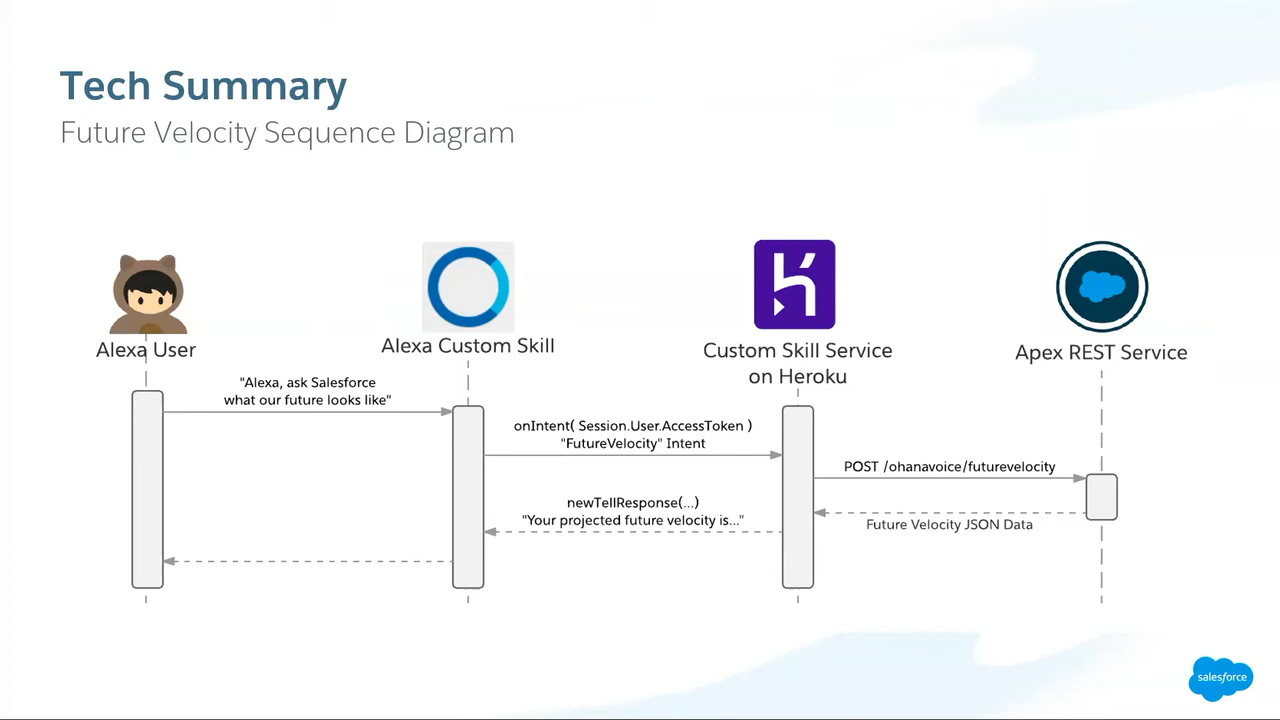 Tech Summary
Future Velocity Sequence Diagram
Alexa User
Alexa Custom Skill
Custom Skill Service
on Heroku
Apex REST Service
"Alexa, ask Salesforce
what our future looks like"
onIntent( Session.User.AccessToken )
"FutureVelocity" Intent
POST /ohanavoice/futurevelocity
newTellResponse(...)
"Your projected future velocity is..."
Future Velocity JSON Data
salesforce